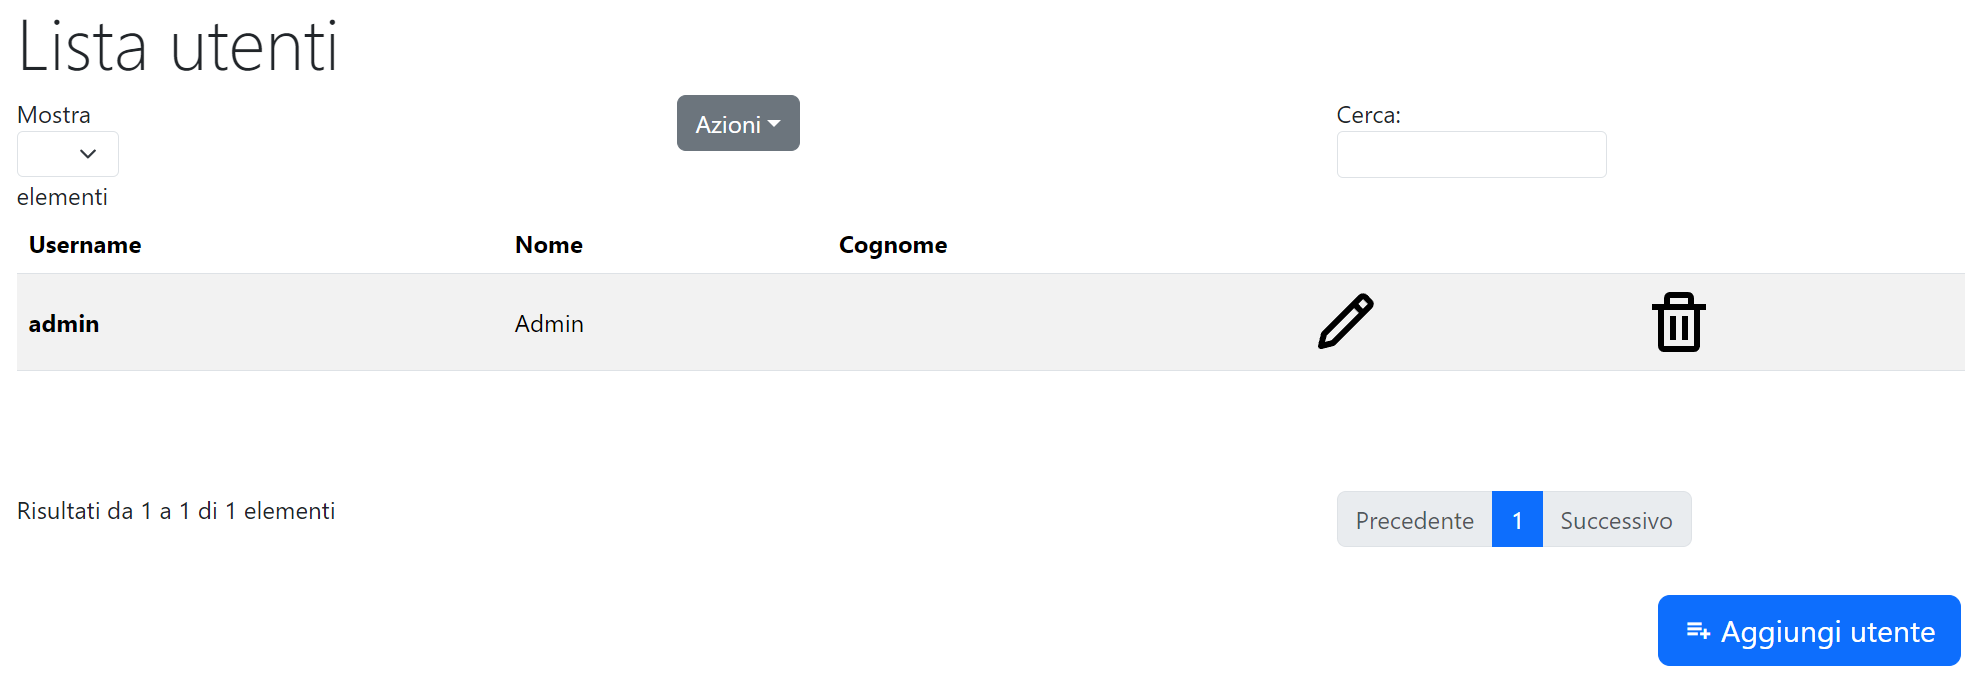 Lista utenti
Mostra
elementi
Azioni
Cerca:
Username Nome Cognome
admin Admin
Risultati da 1 a 1 di 1 elementi
Precedente 1 Successivo
Aggiungi utente